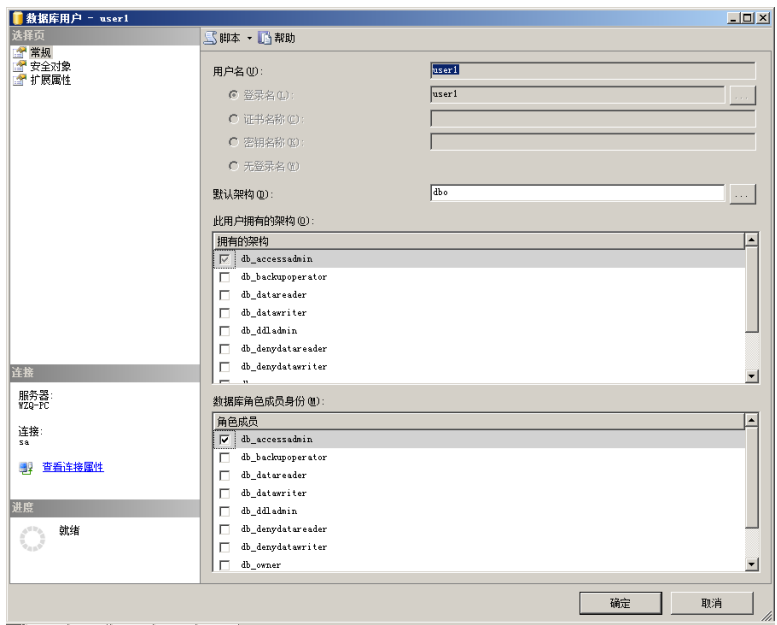 数据库用户 - user1
选择页
常规
安全对象
扩展属性
脚本
帮助
用户名(U):
user1
登录名(L):
user1
...
证书名称(C):
密钥名称(K):
无登录名(W)
默认架构(D):
dbo
...
此用户拥有的架构(O):
拥有的架构
db_accessadmin
db_backupoperator
db_datareader
db_datawriter
db_ddladmin
db_denydatareader
db_denydatawriter
数据库角色成员身份(M):
角色成员
db_accessadmin
db_backupoperator
db_datareader
db_datawriter
db_ddladmin
db_denydatareader
db_denydatawriter
db_owner
连接
服务器:
WZQ-PC
连接:
sa
查看连接属性
进度
就绪
确定
取消